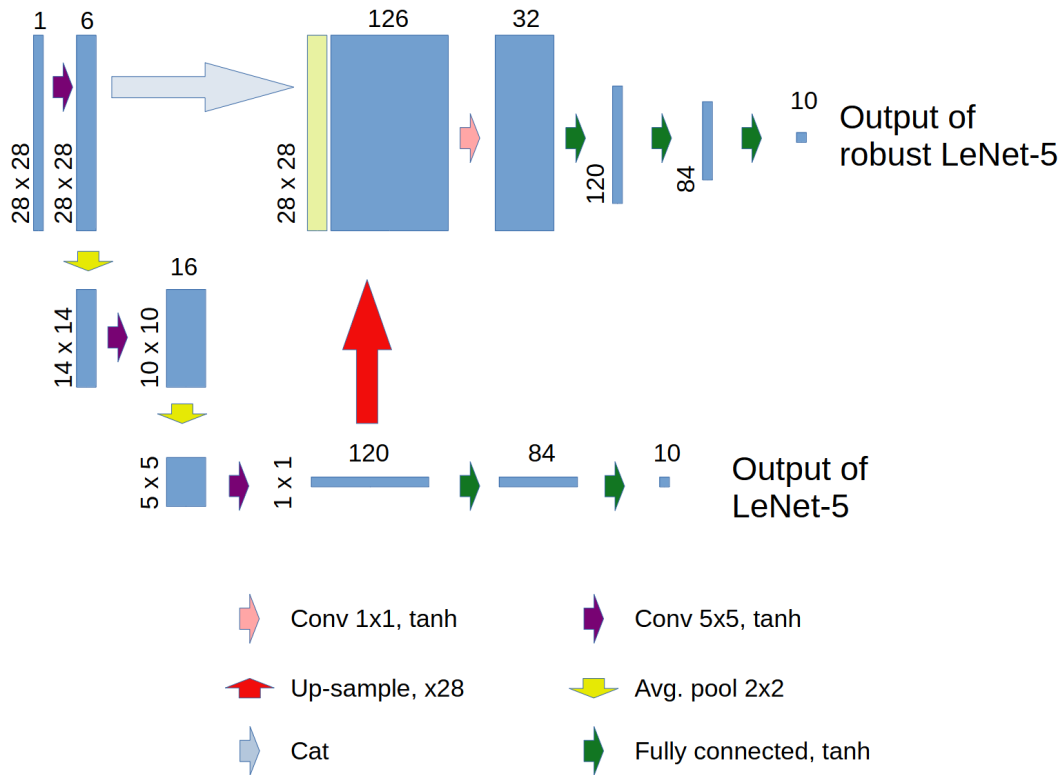 1
6
126
32
28 x 28
28 x 28
28 x 28
120
84
10
Output of
robust LeNet-5
16
14 x 14
10 x 10
5 x 5
1 x 1
120
84
10
Output of
LeNet-5
Conv 1x1, tanh
Conv 5x5, tanh
Up-sample, x28
Avg. pool 2x2
Cat
Fully connected, tanh